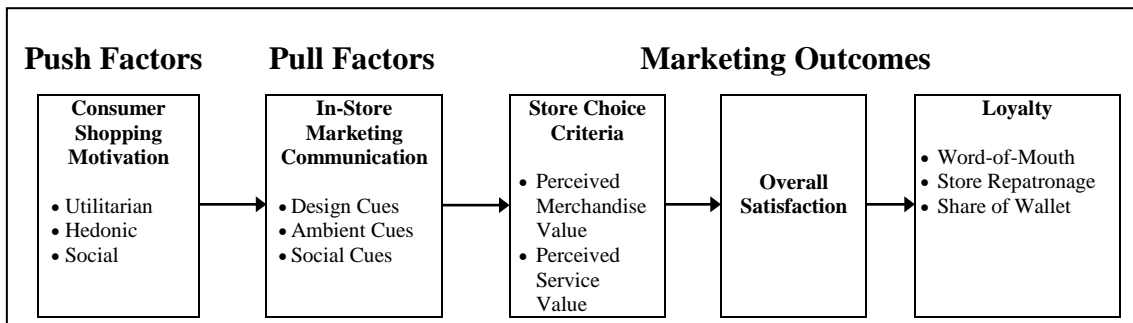 Push Factors
Pull Factors
Marketing Outcomes
Consumer
Shopping
Motivation
• Utilitarian
• Hedonic
• Social
In-Store
Marketing
Communication
• Design Cues
• Ambient Cues
• Social Cues
Store Choice
Criteria
• Perceived
Merchandise
Value
• Perceived
Service
Value
Overall
Satisfaction
Loyalty
• Word-of-Mouth
• Store Repatronage
• Share of Wallet